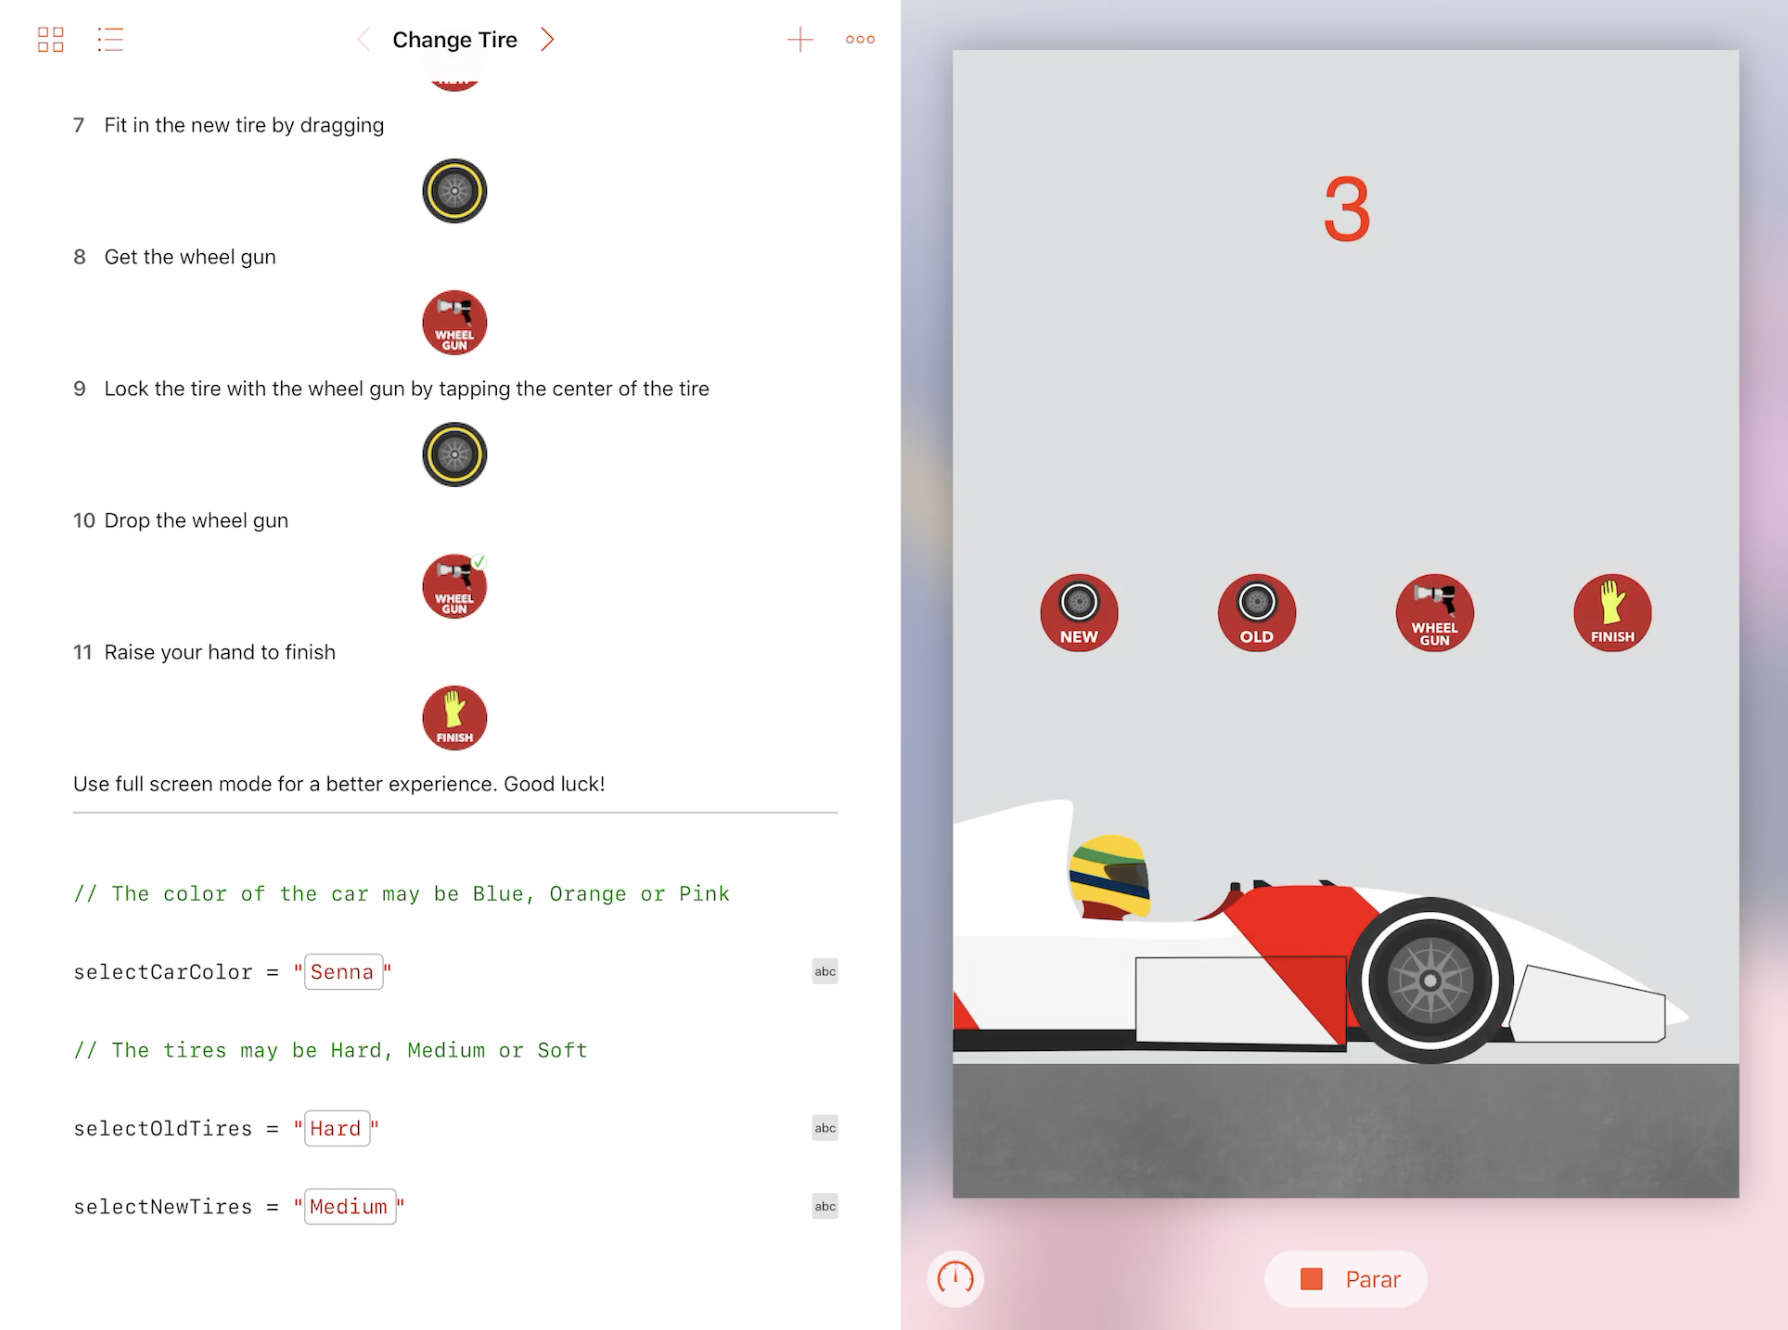 Change Tire
7 Fit in the new tire by dragging
8 Get the wheel gun
WHEEL
GUN
9 Lock the tire with the wheel gun by tapping the center of the tire
10 Drop the wheel gun
WHEEL
GUN
11 Raise your hand to finish
FINISH
Use full screen mode for a better experience. Good luck!
// The color of the car may be Blue, Orange or Pink
selectCarColor = "Senna"
abc
// The tires may be Hard, Medium or Soft
selectOldTires = "Hard"
abc
selectNewTires = "Medium"
abc
3
NEW
OLD
WHEEL
GUN
FINISH
Parar